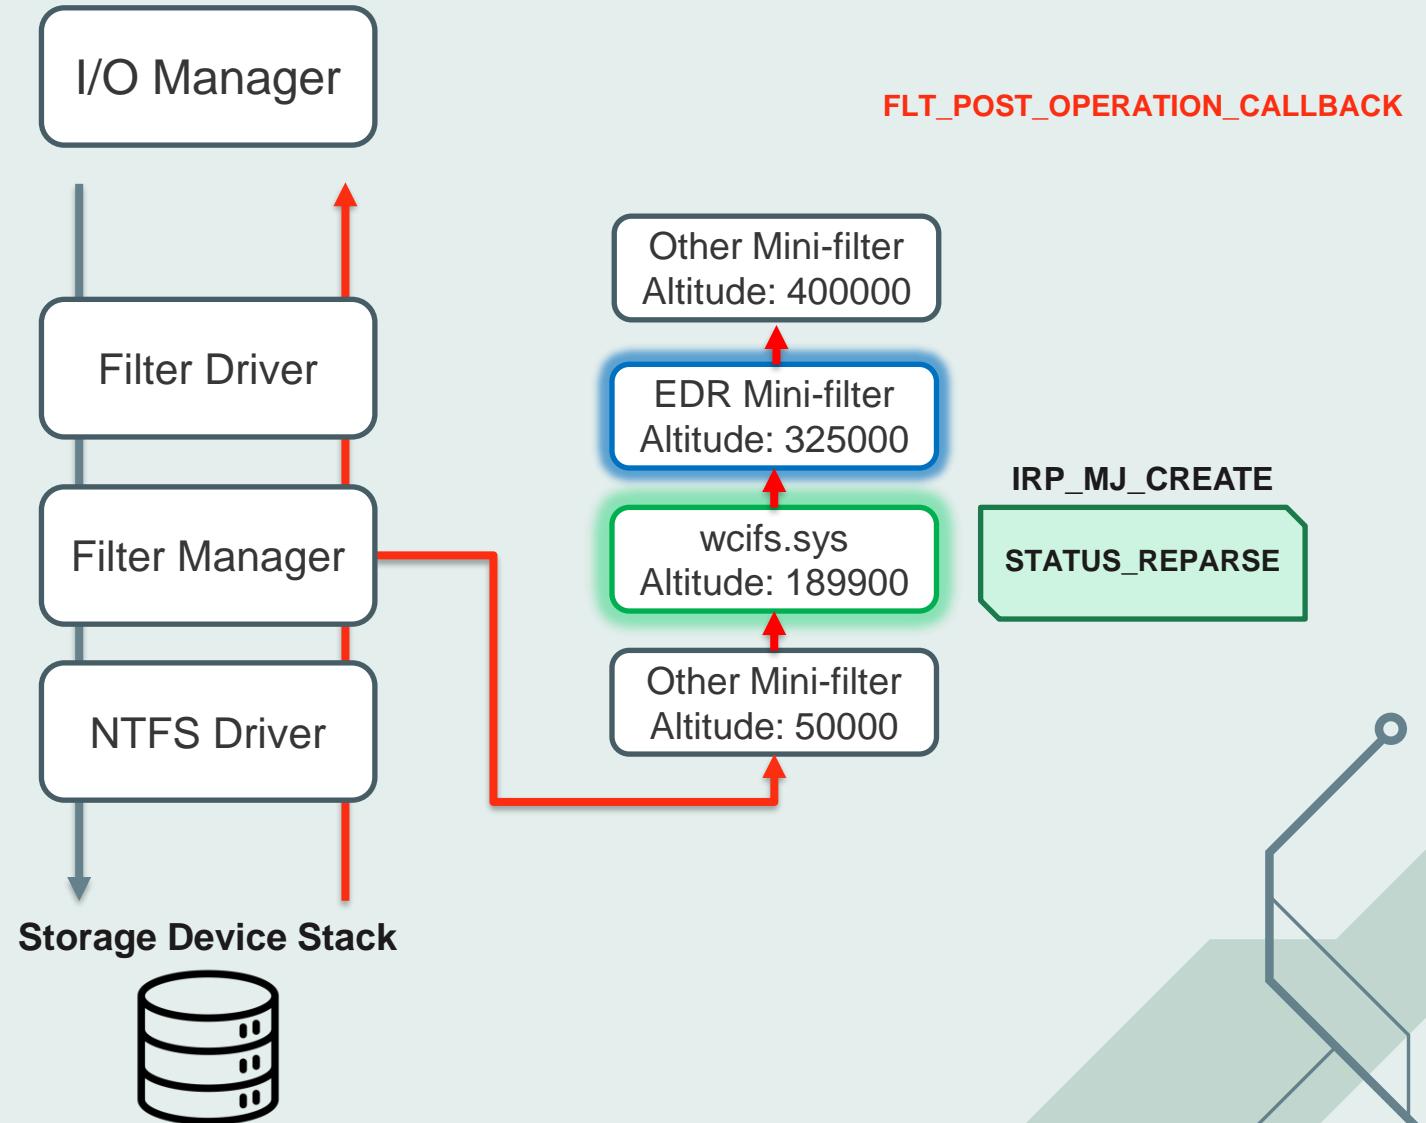 I/O Manager
FLT_POST_OPERATION_CALLBACK
Filter Driver
Filter Manager
NTFS Driver
Storage Device Stack
Other Mini-filter
Altitude: 400000
EDR Mini-filter
Altitude: 325000
wcifs.sys
Altitude: 189900
Other Mini-filter
Altitude: 50000
IRP_MJ_CREATE
STATUS_REPARSE